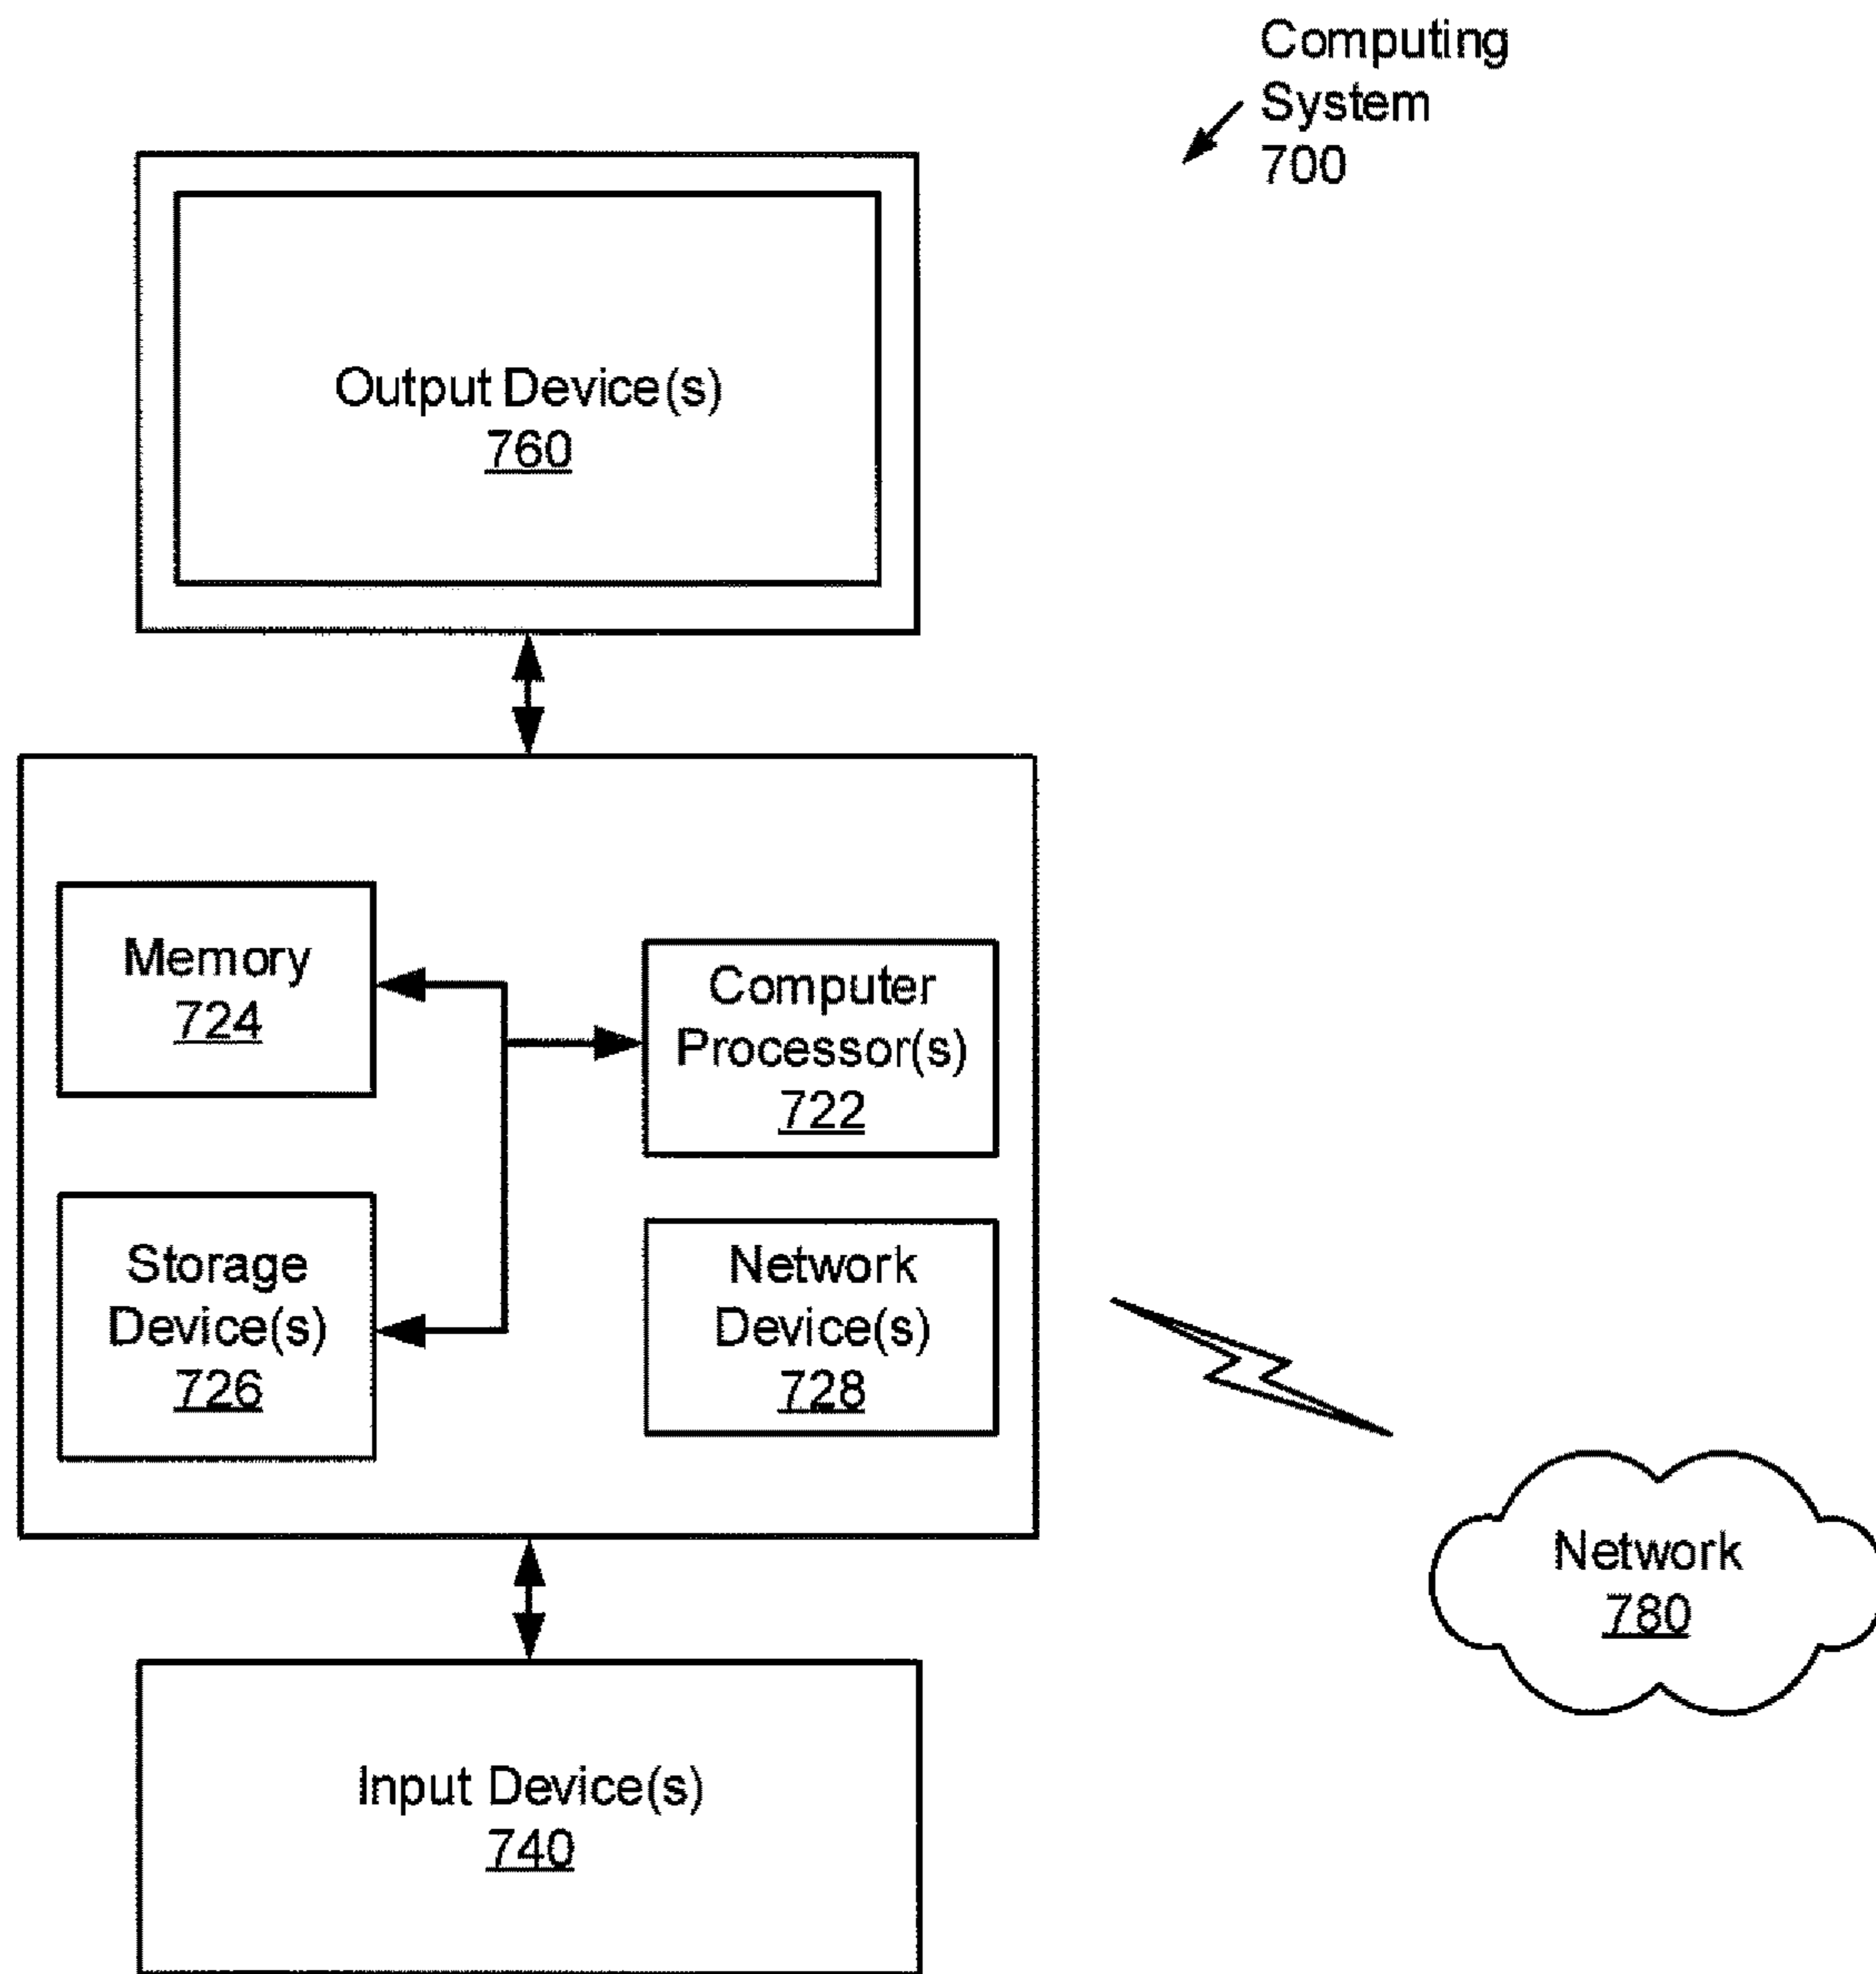 Computing
System
700
Output Device(s)
760
Memory
724
Computer
Processor(s)
722
Storage
Device(s)
726
Network
Device(s)
728
Network
780
Input Device(s)
740